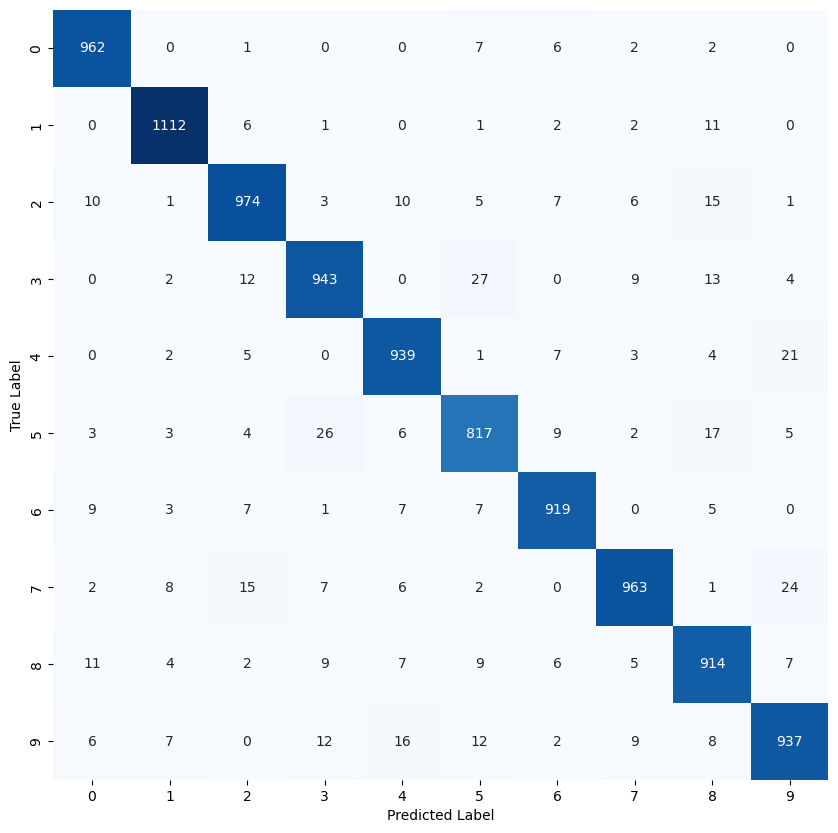 0 962 0 1 0 0 7 6 2 2 0
1 0 1112 6 1 0 1 2 2 11 0
2 10 1 974 3 10 5 7 6 15 1
3 0 2 12 943 0 27 0 9 13 4
4 0 2 5 0 939 1 7 3 4 21
5 3 3 4 26 6 817 9 2 17 5
6 9 3 7 1 7 7 919 0 5 0
7 2 8 15 7 6 2 0 963 1 24
8 11 4 2 9 7 9 6 5 914 7
9 6 7 0 12 16 12 2 9 8 937
0 1 2 3 4 5 6 7 8 9
True Label
Predicted Label